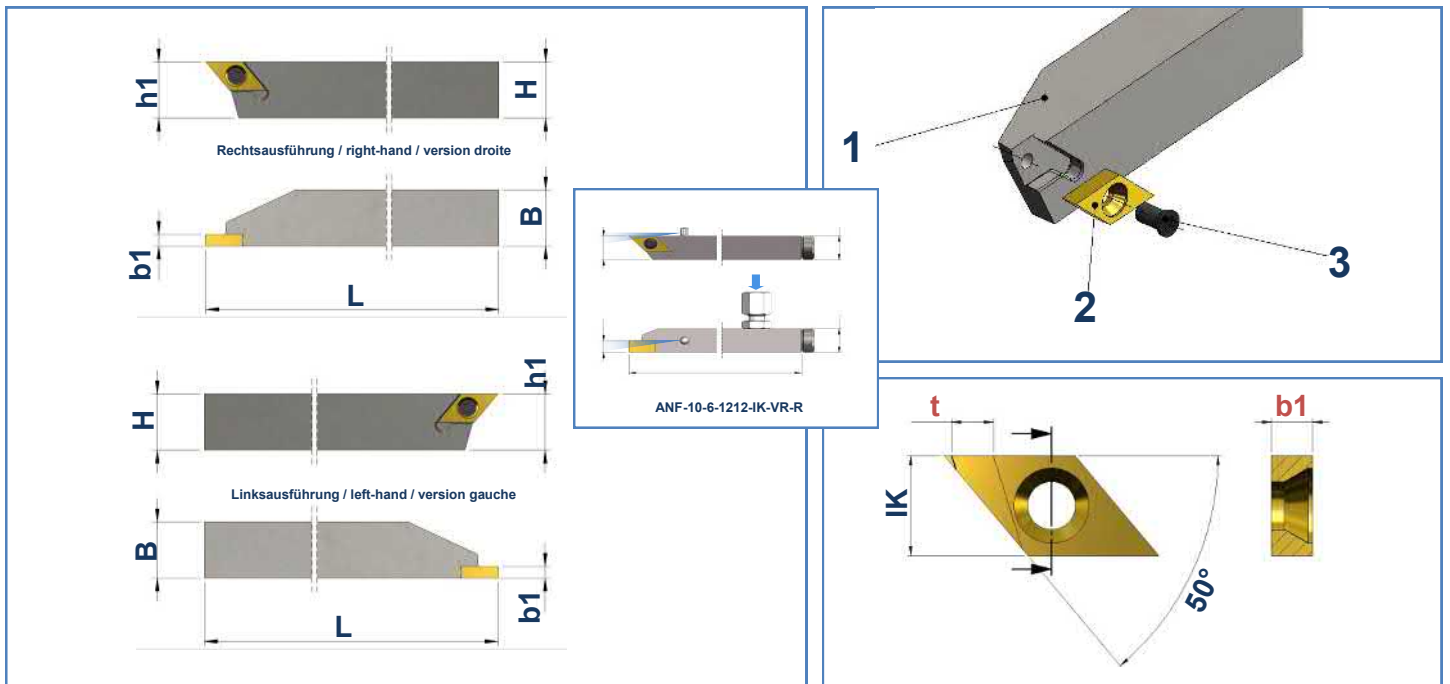 h1
H
Rechtsausführung / right-hand / version droite
b1
B
L
H
h1
Linksausführung / left-hand / version gauche
B
b1
L
ANF-10-6-1212-IK-VR-R
1
2
3
t
b1
IK
50°